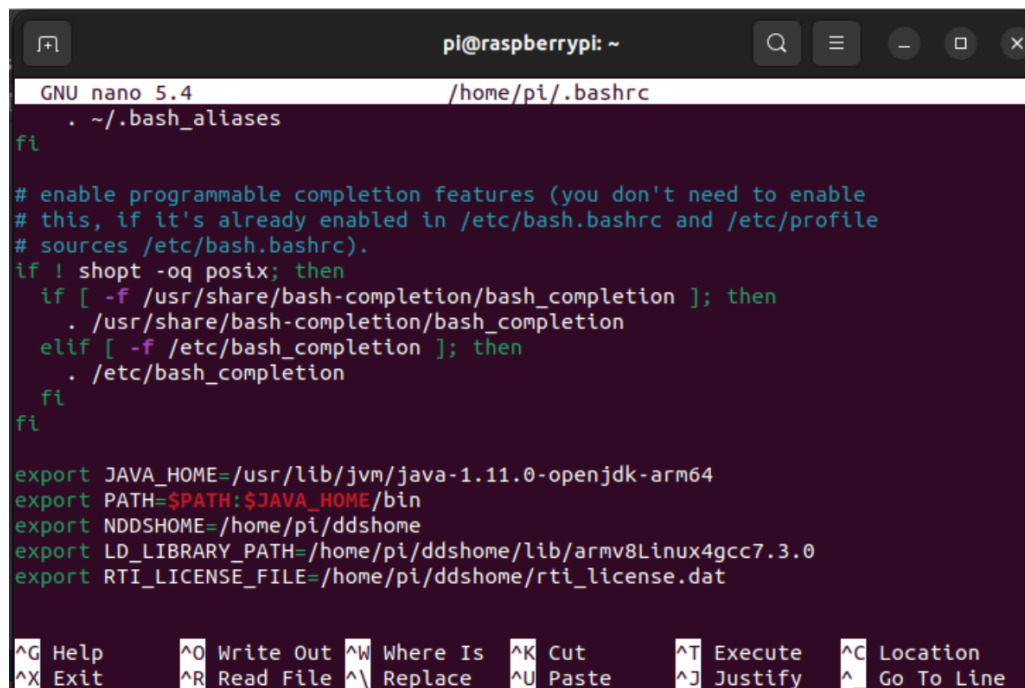 pi@raspberrypi: ~
GNU nano 5.4 /home/pi/.bashrc
. ~/.bash_aliases
fi
# enable programmable completion features (you don't need to enable
# this, if it's already enabled in /etc/bash.bashrc and /etc/profile
# sources /etc/bash.bashrc).
if ! shopt -oq posix; then
if [ -f /usr/share/bash-completion/bash_completion ]; then
. /usr/share/bash-completion/bash_completion
elif [ -f /etc/bash_completion ]; then
. /etc/bash_completion
fi
fi
export JAVA_HOME=/usr/lib/jvm/java-1.11.0-openjdk-arm64
export PATH=$PATH:$JAVA_HOME/bin
export NDDSHOME=/home/pi/ddshome
export LD_LIBRARY_PATH=/home/pi/ddshome/lib/armv8Linux4gcc7.3.0
export RTI_LICENSE_FILE=/home/pi/ddshome/rti_license.dat
^G Help ^O Write Out ^W Where Is ^K Cut ^T Execute ^C Location
^X Exit ^R Read File ^\ Replace ^U Paste ^J Justify ^_ Go To Line